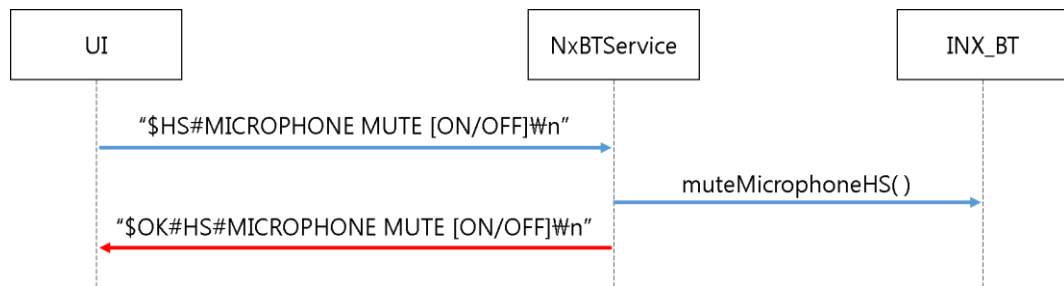 UI
NxBTService
INX_BT
“$HS#MICROPHONE MUTE [ON/OFF]₩n”
muteMicrophoneHS( )
“$OK#HS#MICROPHONE MUTE [ON/OFF]₩n”